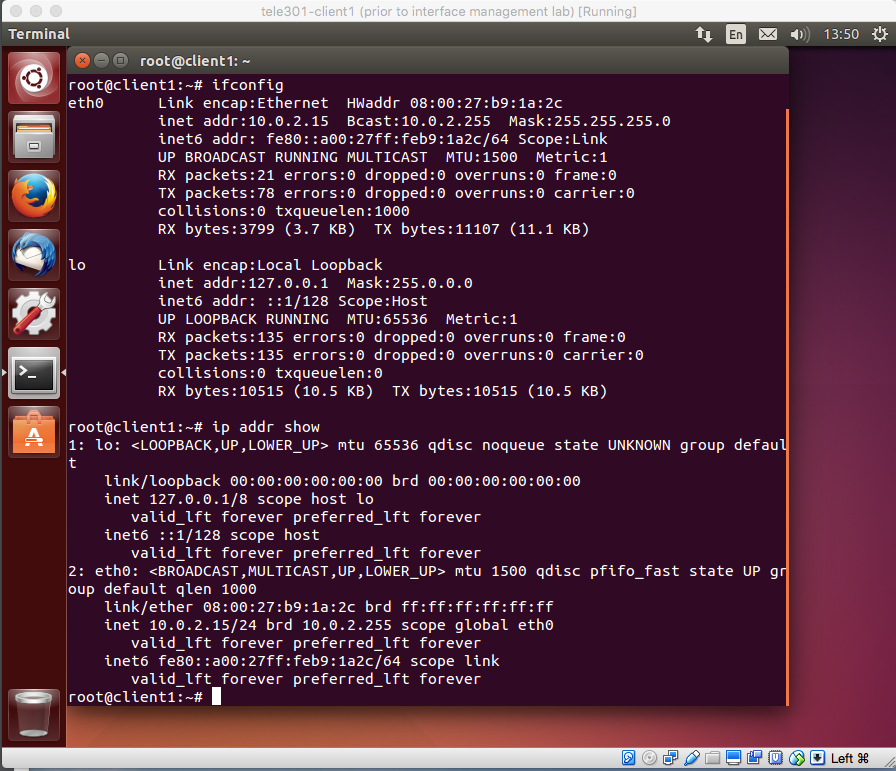 tele301-client1 (prior to interface management lab) [Running]
Terminal
En
13:50
root@client1: ~
root@client1:~# ifconfig
eth0      Link encap:Ethernet  HWaddr 08:00:27:b9:1a:2c
          inet addr:10.0.2.15  Bcast:10.0.2.255  Mask:255.255.255.0
          inet6 addr: fe80::a00:27ff:feb9:1a2c/64 Scope:Link
          UP BROADCAST RUNNING MULTICAST  MTU:1500  Metric:1
          RX packets:21 errors:0 dropped:0 overruns:0 frame:0
          TX packets:78 errors:0 dropped:0 overruns:0 carrier:0
          collisions:0 txqueuelen:1000
          RX bytes:3799 (3.7 KB)  TX bytes:11107 (11.1 KB)
lo        Link encap:Local Loopback
          inet addr:127.0.0.1  Mask:255.0.0.0
          inet6 addr: ::1/128 Scope:Host
          UP LOOPBACK RUNNING  MTU:65536  Metric:1
          RX packets:135 errors:0 dropped:0 overruns:0 frame:0
          TX packets:135 errors:0 dropped:0 overruns:0 carrier:0
          collisions:0 txqueuelen:0
          RX bytes:10515 (10.5 KB)  TX bytes:10515 (10.5 KB)
root@client1:~# ip addr show
1: lo: <LOOPBACK,UP,LOWER_UP> mtu 65536 qdisc noqueue state UNKNOWN group defaul
t
    link/loopback 00:00:00:00:00:00 brd 00:00:00:00:00:00
    inet 127.0.0.1/8 scope host lo
       valid_lft forever preferred_lft forever
    inet6 ::1/128 scope host
       valid_lft forever preferred_lft forever
2: eth0: <BROADCAST,MULTICAST,UP,LOWER_UP> mtu 1500 qdisc pfifo_fast state UP gr
oup default qlen 1000
    link/ether 08:00:27:b9:1a:2c brd ff:ff:ff:ff:ff:ff
    inet 10.0.2.15/24 brd 10.0.2.255 scope global eth0
       valid_lft forever preferred_lft forever
    inet6 fe80::a00:27ff:feb9:1a2c/64 scope link
       valid_lft forever preferred_lft forever
root@client1:~#
Left ⌘